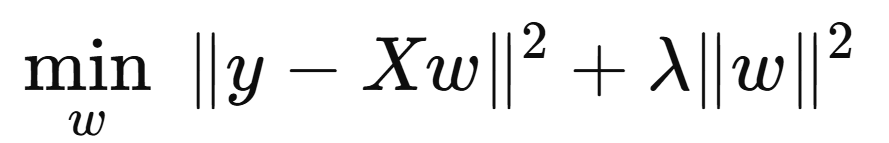 min_w ‖y − Xw‖² + λ‖w‖²